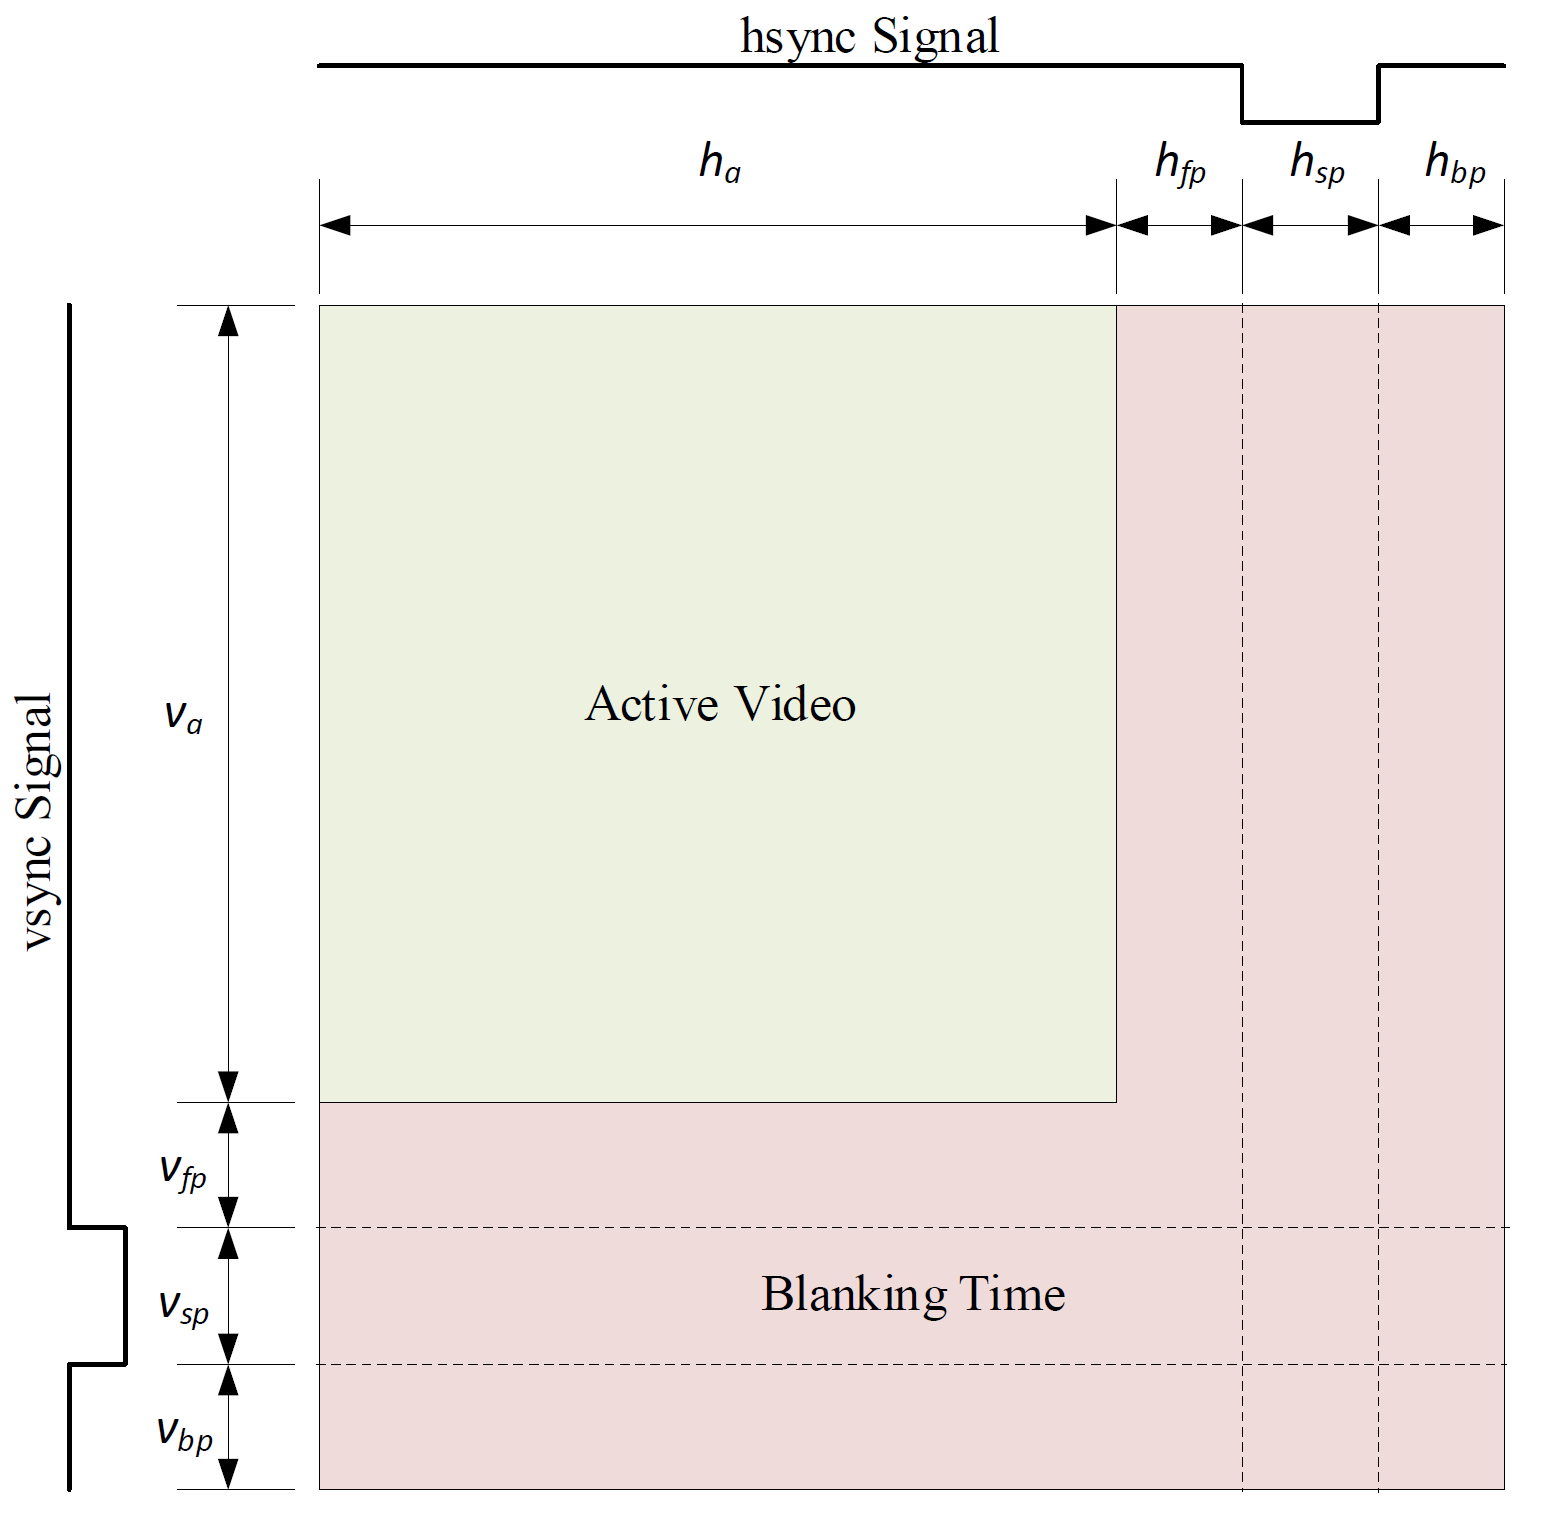 hsync Signal
ha
hfp
hsp
hbp
vsync Signal
va
Active Video
vfp
vsp
Blanking Time
vbp